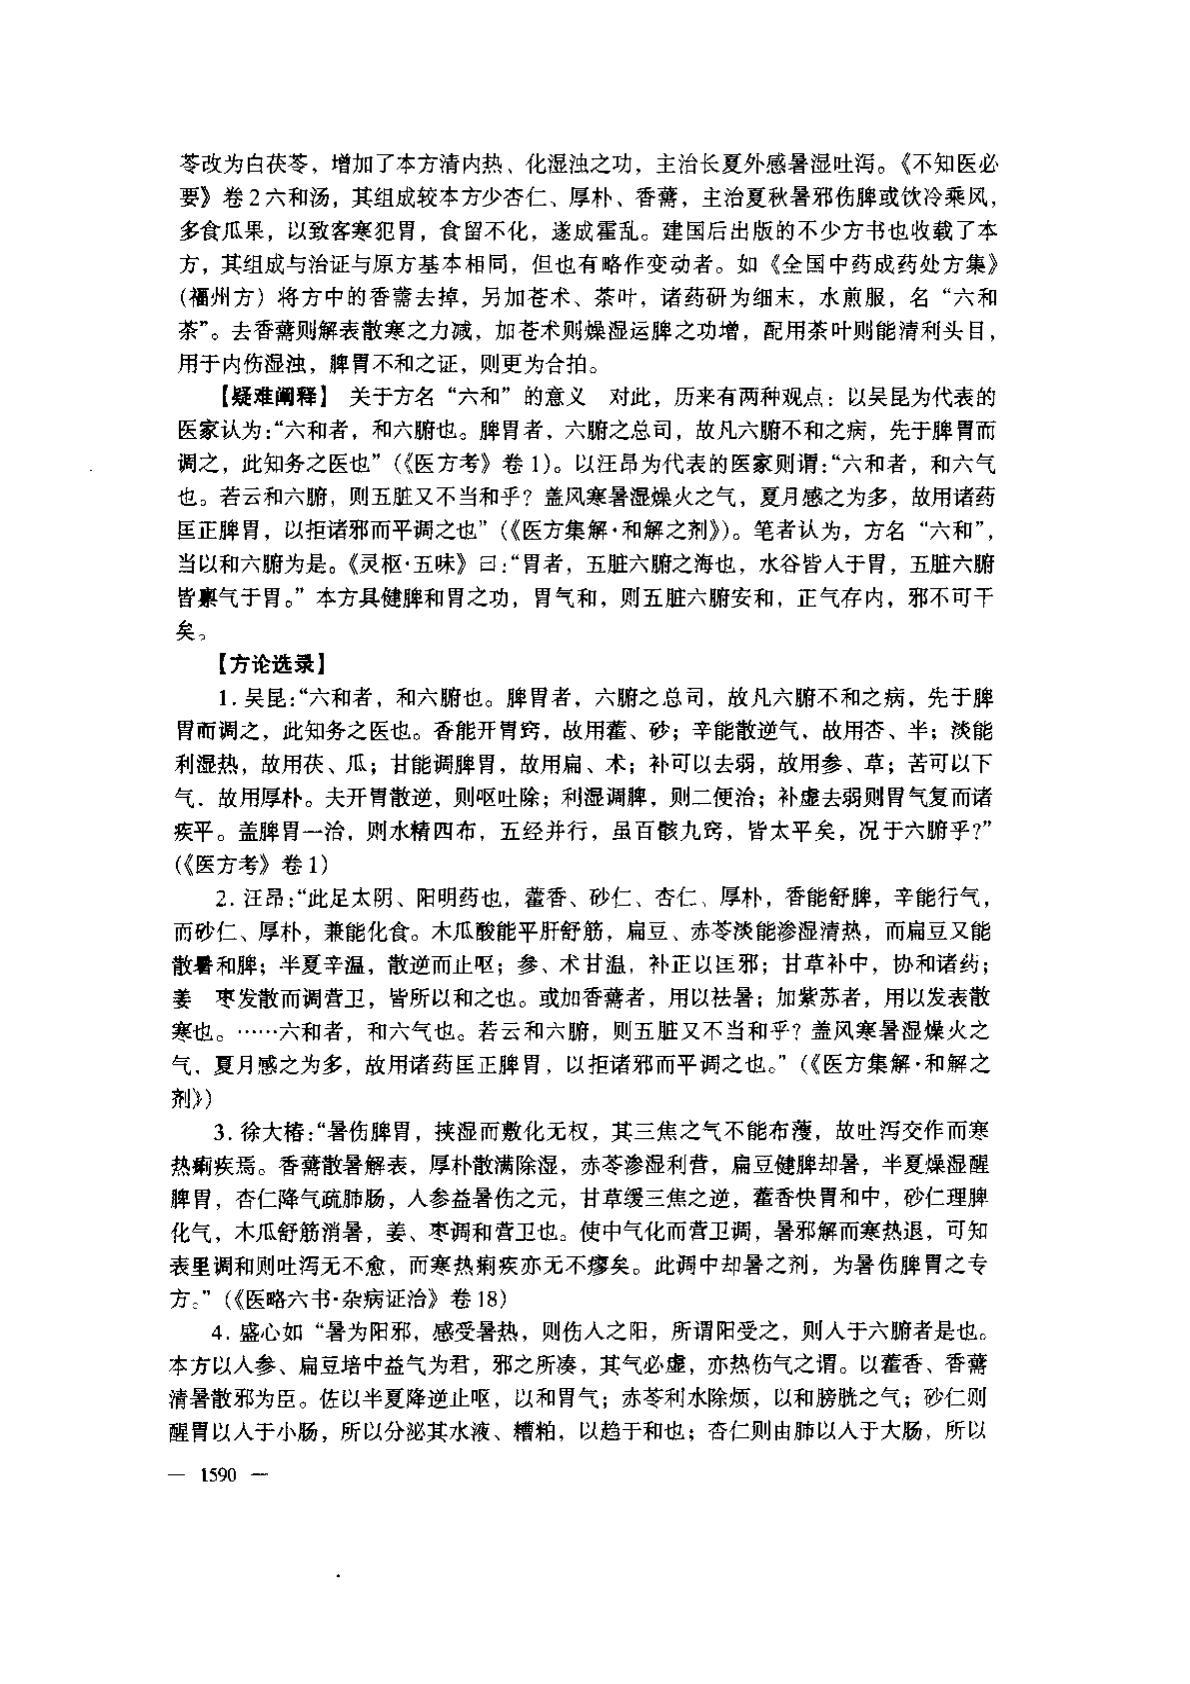 苓改为白茯苓，增加了本方清内热、化湿浊之功，主治长夏外感暑湿吐泻。《不知医必
要》卷2六和汤，其组成较本方少杏仁、厚朴、香薷，主治夏秋暑邪伤脾或饮冷乘风，
多食瓜果，以致客寒犯胃，食留不化，遂成霍乱。建国后出版的不少方书也收载了本
方，其组成与治证与原方基本相同，但也有略作变动者。如《全国中药成药处方集》
（福州方）将方中的香薷去掉，另加苍术、茶叶，诸药研为细末，水煎服，名“六和
茶”。去香薷则解表散寒之力减，加苍术则燥湿运脾之功增，配用茶叶则能清利头目，
用于内伤湿浊，脾胃不和之证，则更为合拍。
【疑难阐释】 关于方名“六和”的意义 对此，历来有两种观点：以吴昆为代表的
医家认为：“六和者，和六腑也。脾胃者，六腑之总司，故凡六腑不和之病，先于脾胃而
调之，此知务之医也”（《医方考》卷1）。以汪昂为代表的医家则谓：“六和者，和六气
也。若云和六腑，则五脏又不当和乎？盖风寒暑湿燥火之气，夏月感之为多，故用诸药
匡正脾胃，以拒诸邪而平调之也”（《医方集解·和解之剂》）。笔者认为，方名“六和”，
当以和六腑为是。《灵枢·五味》曰：“胃者，五脏六腑之海也，水谷皆入于胃，五脏六腑
皆禀气于胃。”本方具健脾和胃之功，胃气和，则五脏六腑安和，正气存内，邪不可干
矣。
【方论选录】
1. 吴昆：“六和者，和六腑也。脾胃者，六腑之总司，故凡六腑不和之病，先于脾
胃而调之，此知务之医也。香能开胃窍，故用藿、砂；辛能散逆气，故用杏、半；淡能
利湿热，故用茯、瓜；甘能调脾胃，故用扁、术；补可以去弱，故用参、草；苦可以下
气，故用厚朴。夫开胃散逆，则呕吐除；利湿调脾，则二便治；补虚去弱则胃气复而诸
疾平。盖脾胃一治，则水精四布，五经并行，虽百骸九窍，皆太平矣，况于六腑乎？”
（《医方考》卷1）
2. 汪昂：“此足太阴、阳明药也，藿香、砂仁、杏仁、厚朴，香能舒脾，辛能行气，
而砂仁、厚朴，兼能化食。木瓜酸能平肝舒筋，扁豆、赤苓淡能渗湿清热，而扁豆又能
散暑和脾；半夏辛温，散逆而止呕；参、术甘温，补正以匡邪；甘草补中，协和诸药；
姜 枣发散而调营卫，皆所以和之也。或加香薷者，用以祛暑；加紫苏者，用以发表散
寒也。……六和者，和六气也。若云和六腑，则五脏又不当和乎？盖风寒暑湿燥火之
气，夏月感之为多，故用诸药匡正脾胃，以拒诸邪而平调之也。”（《医方集解·和解之
剂》）
3. 徐大椿：“暑伤脾胃，挟湿而敷化无权，其三焦之气不能布濩，故吐泻交作而寒
热痢疾焉。香薷散暑解表，厚朴散满除湿，赤苓渗湿利营，扁豆健脾却暑，半夏燥湿醒
脾胃，杏仁降气疏肺肠，人参益暑伤之元，甘草缓三焦之逆，藿香快胃和中，砂仁理脾
化气，木瓜舒筋消暑，姜、枣调和营卫也。使中气化而营卫调，暑邪解而寒热退，可知
表里调和则吐泻无不愈，而寒热痢疾亦无不瘳矣。此调中却暑之剂，为暑伤脾胃之专
方。”（《医略六书·杂病证治》卷18）
4. 盛心如“暑为阳邪，感受暑热，则伤人之阳，所谓阳受之，则入于六腑者是也。
本方以人参、扁豆培中益气为君，邪之所凑，其气必虚，亦热伤气之谓。以藿香、香薷
清暑散邪为臣。佐以半夏降逆止呕，以和胃气；赤苓利水除烦，以和膀胱之气；砂仁则
醒胃以入于小肠，所以分泌其水液、糟粕，以趋于和也；杏仁则由肺以入于大肠，所以
— 1590 —